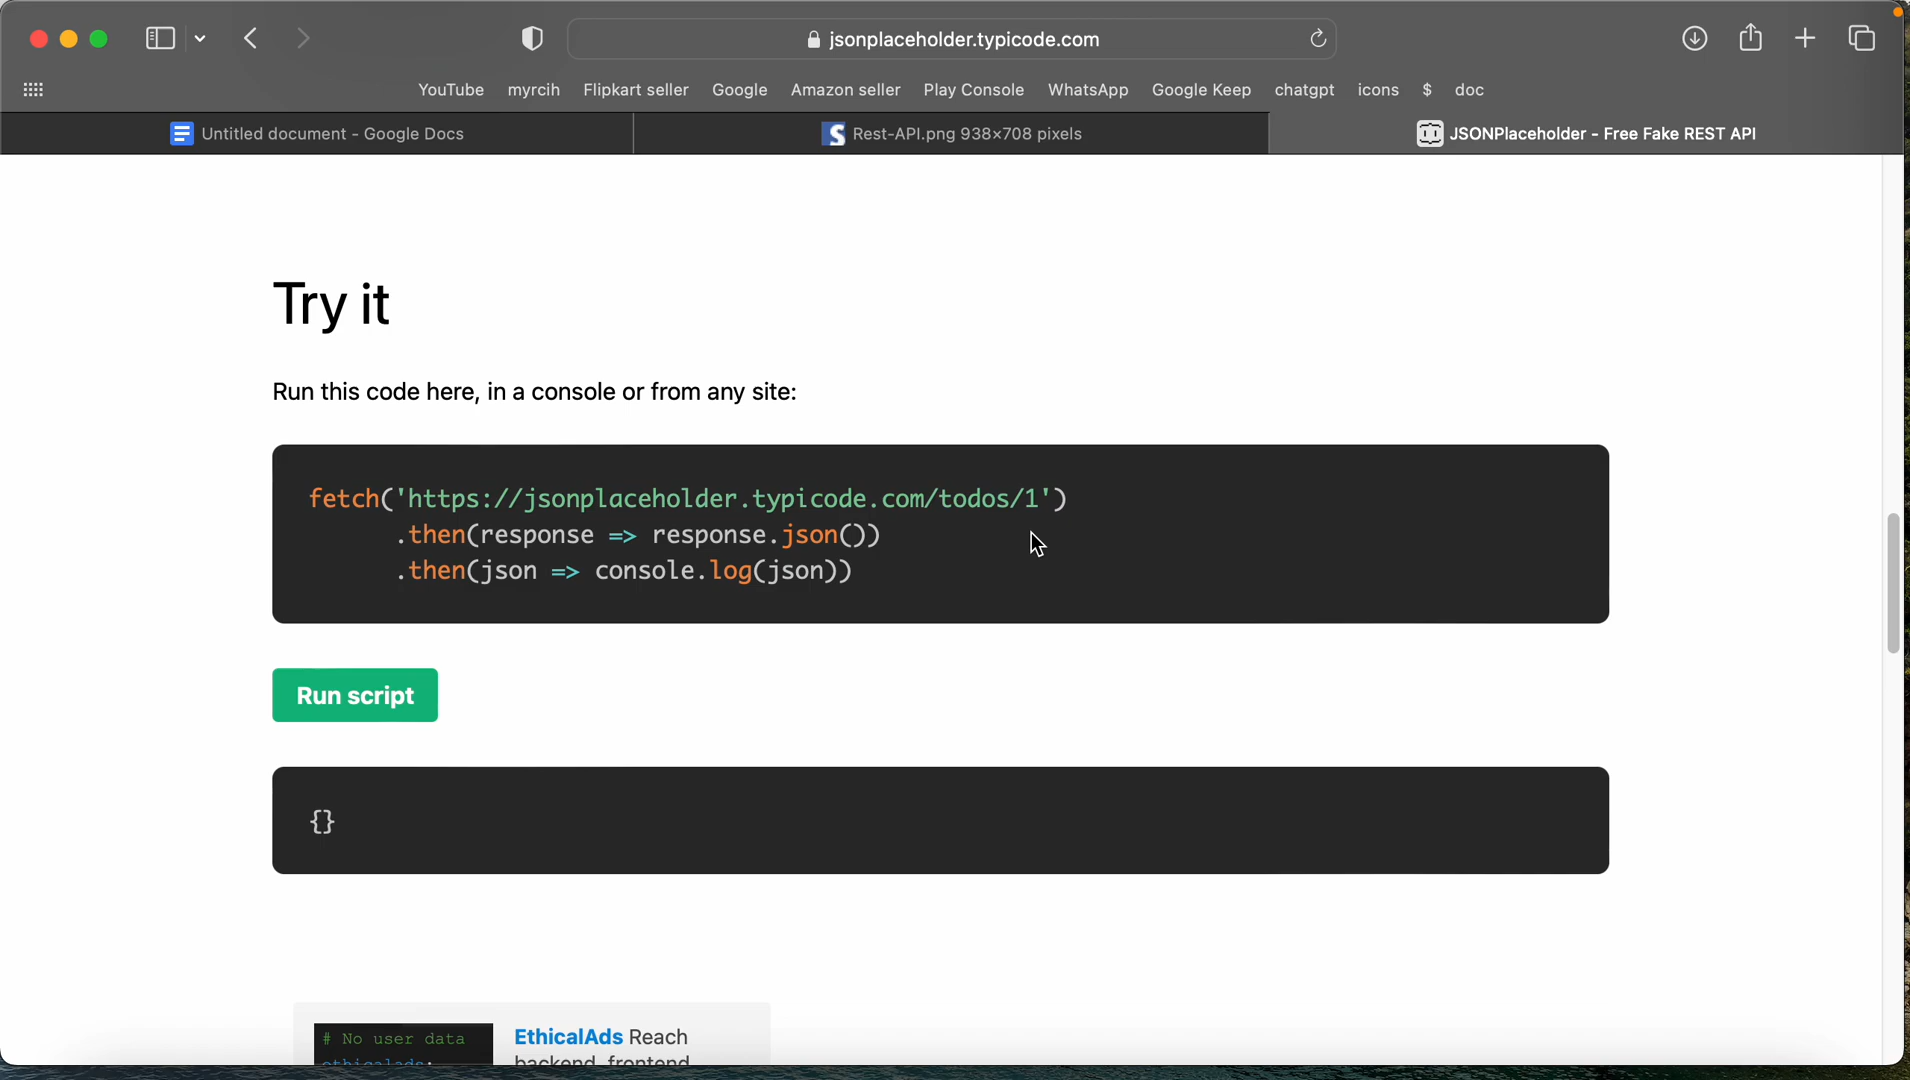 jsonplaceholder.typicode.com
YouTube myrcih Flipkart seller Google Amazon seller Play Console WhatsApp Google Keep chatgpt icons $ doc
Untitled document - Google Docs
Rest-API.png 938×708 pixels
JSONPlaceholder - Free Fake REST API
Try it
Run this code here, in a console or from any site:
fetch('https://jsonplaceholder.typicode.com/todos/1')
.then(response => response.json())
.then(json => console.log(json))
Run script
{}
# No user data
ethicalads:
EthicalAds Reach
backend, frontend,